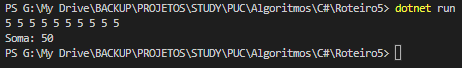 PS G:\My Drive\BACKUP\PROJETOS\STUDY\PUC\Algoritmos\C#\Roteiro5> dotnet run
5 5 5 5 5 5 5 5 5 5
Soma: 50
PS G:\My Drive\BACKUP\PROJETOS\STUDY\PUC\Algoritmos\C#\Roteiro5>